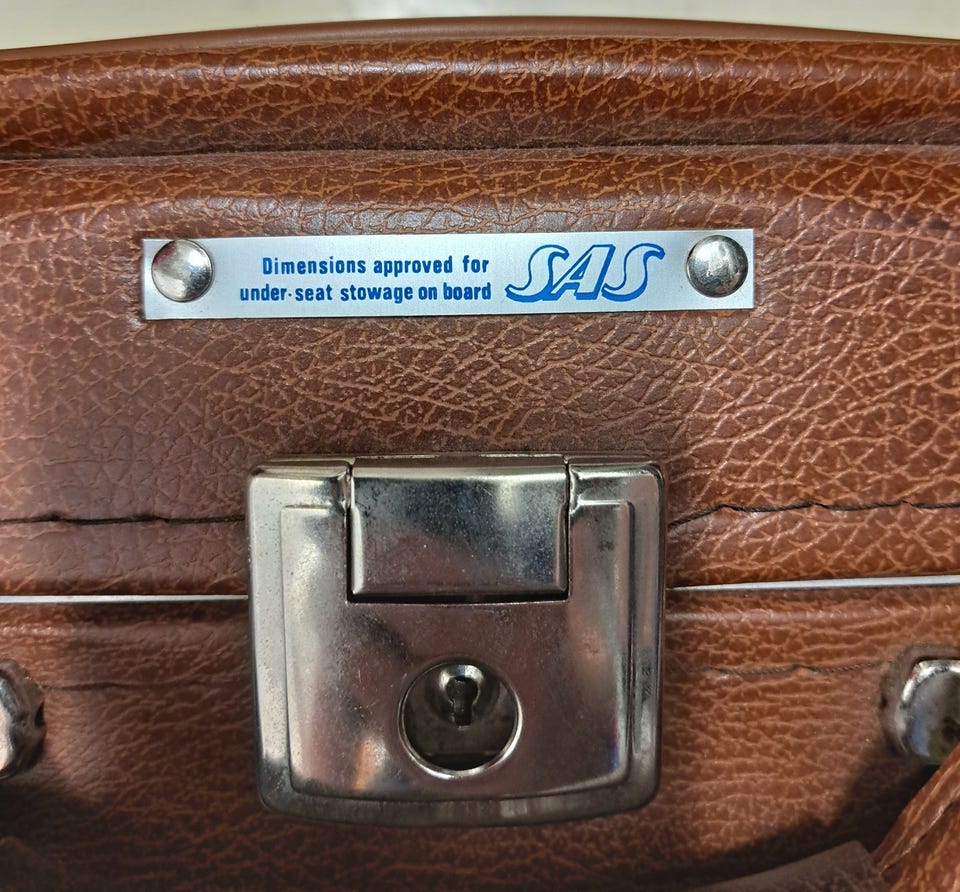 Dimensions approved for
under-seat stowage on board
SAS